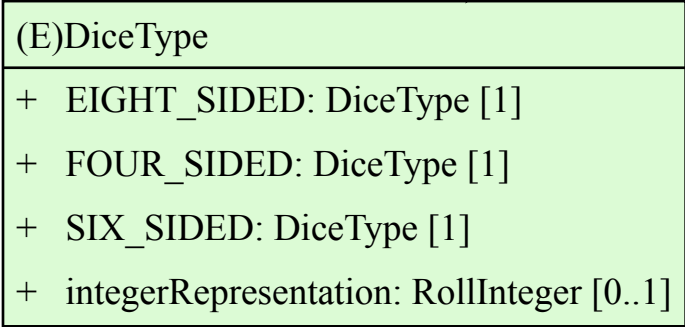 (E)DiceType
+ EIGHT_SIDED: DiceType [1]
+ FOUR_SIDED: DiceType [1]
+ SIX_SIDED: DiceType [1]
+ integerRepresentation: RollInteger [0..1]